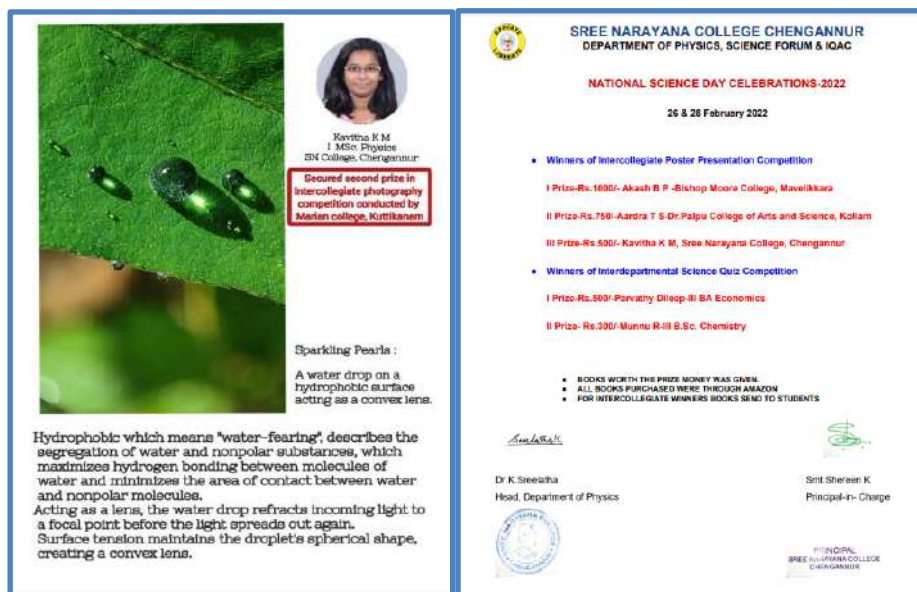 Kavitha K M
I MSc. Physics
SN College, Chengannur
Secured second prize in
intercollegiate photography
competition conducted by
Marian college, Kuttikanam
Sparkling Pearls :
A water drop on a
hydrophobic surface
acting as a convex lens.
Hydrophobic which means "water-fearing", describes the
segregation of water and nonpolar substances, which
maximizes hydrogen bonding between molecules of
water and minimizes the area of contact between water
and nonpolar molecules.
Acting as a lens, the water drop refracts incoming light to
a focal point before the light spreads out again.
Surface tension maintains the droplet's spherical shape,
creating a convex lens.
EDUCATE
LIBERATE
SREE NARAYANA COLLEGE CHENGANNUR
DEPARTMENT OF PHYSICS, SCIENCE FORUM & IQAC
NATIONAL SCIENCE DAY CELEBRATIONS-2022
26 & 28 February 2022
• Winners of Intercollegiate Poster Presentation Competition
I Prize-Rs.1000/- Akash B P -Bishop Moore College, Mavelikkara
II Prize-Rs.750/-Aardra T S-Dr.Palpu College of Arts and Science, Kollam
III Prize-Rs.500/- Kavitha K M, Sree Narayana College, Chengannur
• Winners of Interdepartmental Science Quiz Competition
I Prize-Rs.500/-Parvathy Dileep-III BA Economics
II Prize- Rs.300/-Munnu R-III B.Sc. Chemistry
• BOOKS WORTH THE PRIZE MONEY WAS GIVEN.
• ALL BOOKS PURCHASED WERE THROUGH AMAZON
• FOR INTERCOLLEGIATE WINNERS BOOKS SEND TO STUDENTS
Dr K.Sreelatha
Head, Department of Physics
Smt.Shereen K
Principal-in- Charge
SREE NARAYANA COLLEGE
PRINCIPAL
SREE NARAYANA COLLEGE
CHENGANNUR